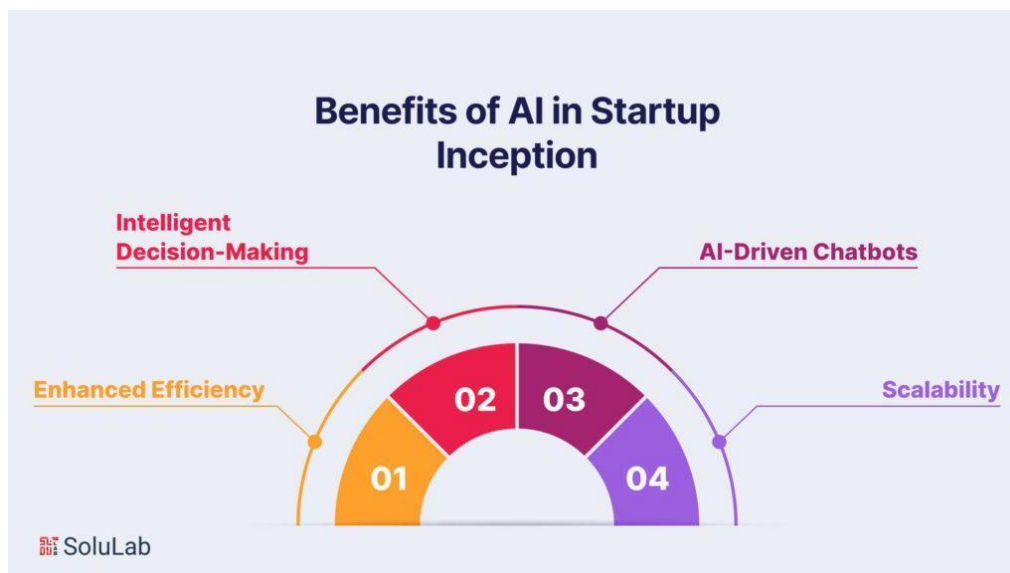 Benefits of AI in Startup
Inception
Intelligent
Decision-Making
AI-Driven Chatbots
Enhanced Efficiency
Scalability
02
03
01
04
SoluLab